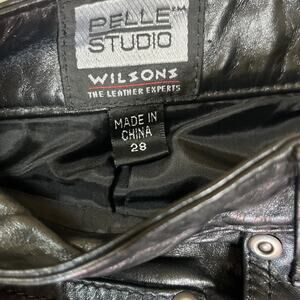 PELLE™
STUDIO
WILSONS
THE LEATHER EXPERTS
MADE IN
CHINA
28